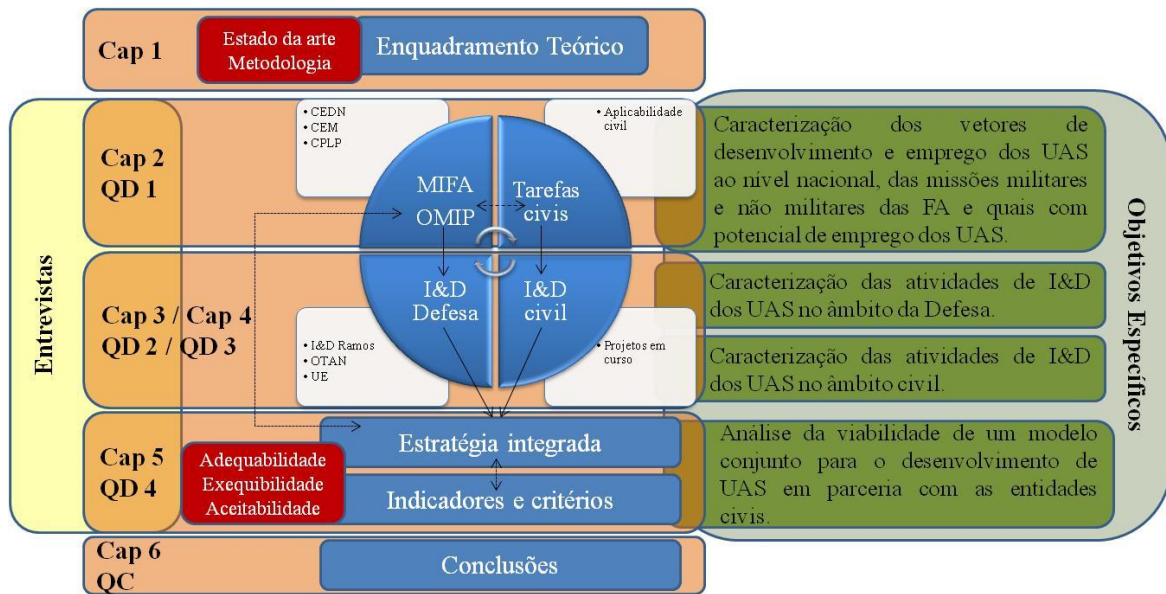 Cap 1
Estado da arte
Metodologia
Enquadramento Teórico
Entrevistas
Cap 2
QD 1
• CEDN
• CEM
• CPLP
• Aplicabilidade
civil
MIFA
OMIP
Tarefas
civis
Caracterização dos vetores de
desenvolvimento e emprego dos UAS
ao nível nacional, das missões militares
e não militares das FA e quais com
potencial de emprego dos UAS.
Objetivos Específicos
Cap 3 / Cap 4
QD 2 / QD 3
I&D
Defesa
I&D
civil
• I&D Ramos
• OTAN
• UE
• Projetos em
curso
Caracterização das atividades de I&D
dos UAS no âmbito da Defesa.
Caracterização das atividades de I&D
dos UAS no âmbito civil.
Cap 5
QD 4
Adequabilidade
Exequibilidade
Aceitabilidade
Estratégia integrada
Indicadores e critérios
Análise da viabilidade de um modelo
conjunto para o desenvolvimento de
UAS em parceria com as entidades
civis.
Cap 6
QC
Conclusões